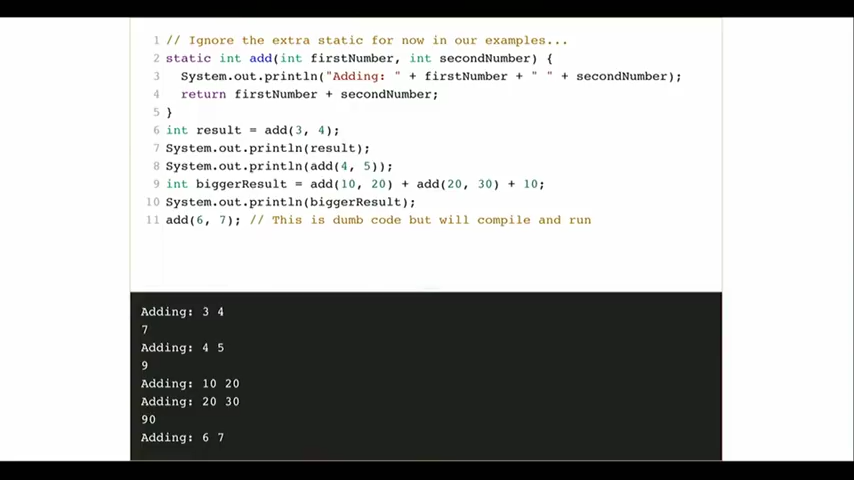 1 // Ignore the extra static for now in our examples...
2 static int add(int firstNumber, int secondNumber) {
3 System.out.println("Adding: " + firstNumber + " " + secondNumber);
4 return firstNumber + secondNumber;
5 }
6 int result = add(3, 4);
7 System.out.println(result);
8 System.out.println(add(4, 5));
9 int biggerResult = add(10, 20) + add(20, 30) + 10;
10 System.out.println(biggerResult);
11 add(6, 7); // This is dumb code but will compile and run
Adding: 3 4
7
Adding: 4 5
9
Adding: 10 20
Adding: 20 30
90
Adding: 6 7